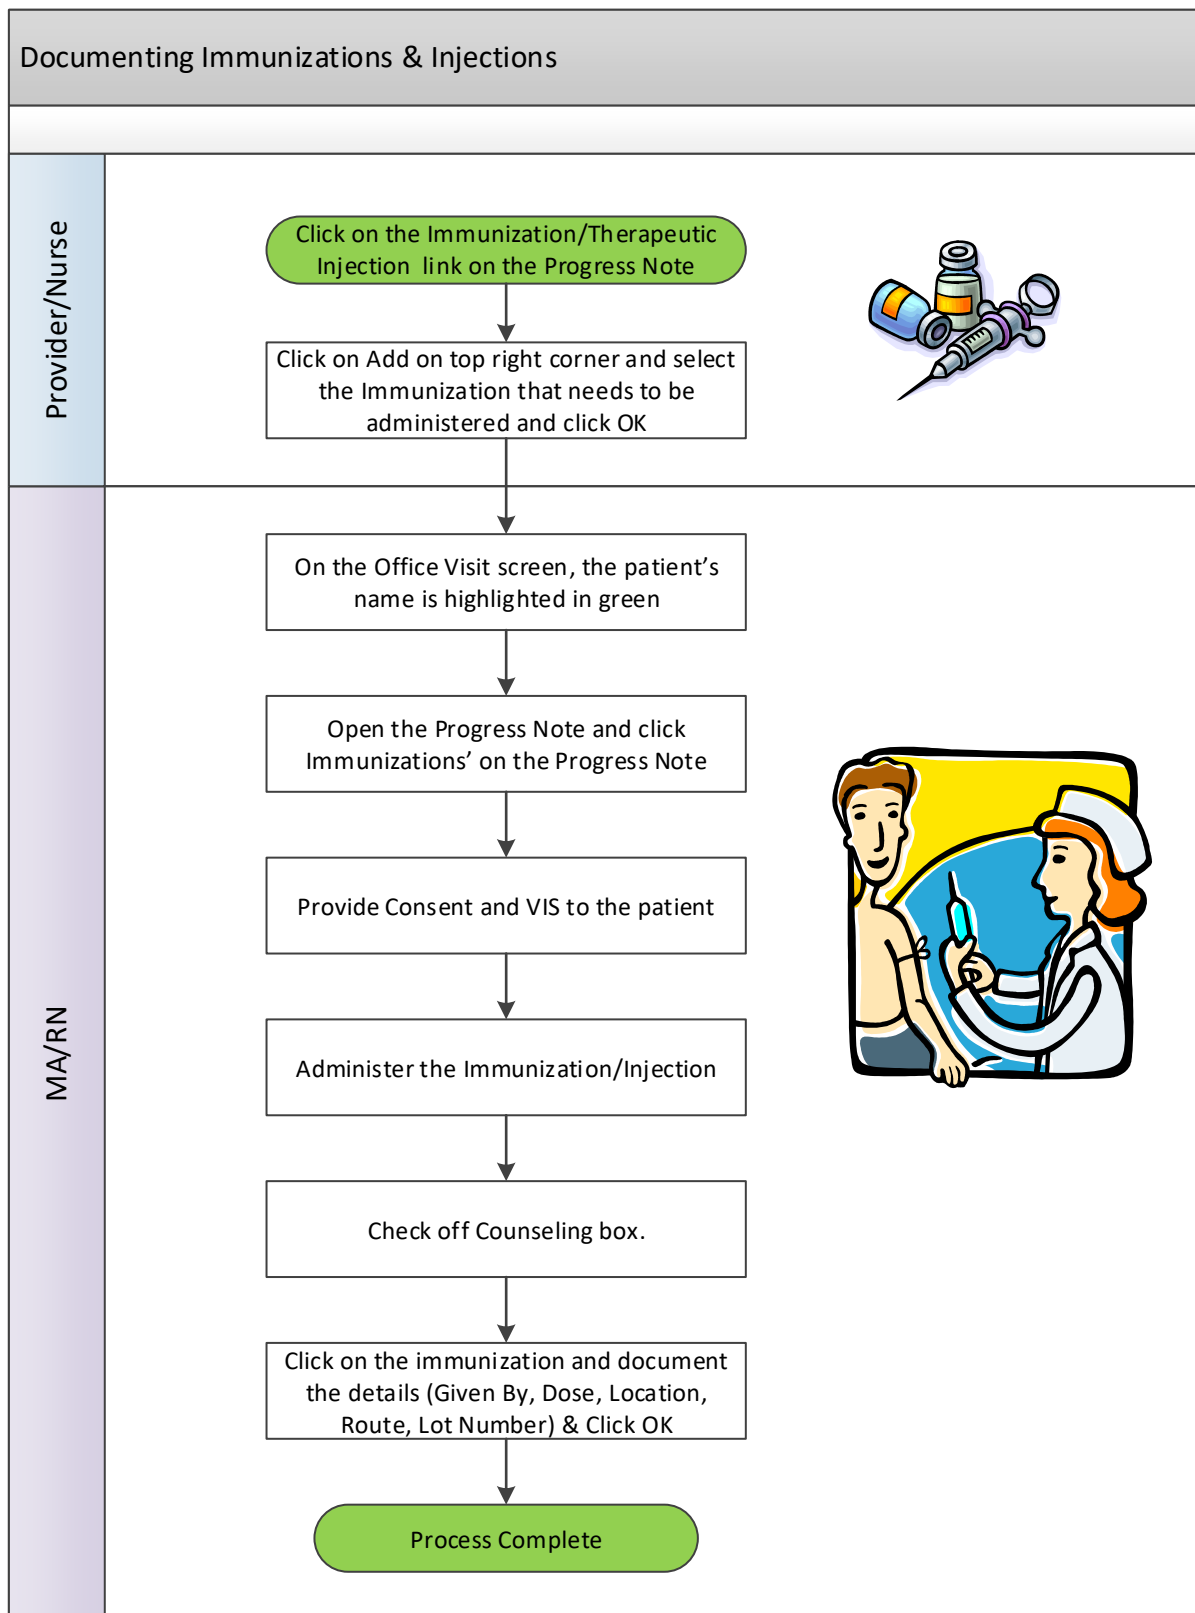 Documenting Immunizations & Injections
Provider/Nurse
Click on the Immunization/Therapeutic
Injection link on the Progress Note
Click on Add on top right corner and select
the Immunization that needs to be
administered and click OK
MA/RN
On the Office Visit screen, the patient’s
name is highlighted in green
Open the Progress Note and click
Immunizations’ on the Progress Note
Provide Consent and VIS to the patient
Administer the Immunization/Injection
Check off Counseling box.
Click on the immunization and document
the details (Given By, Dose, Location,
Route, Lot Number) & Click OK
Process Complete